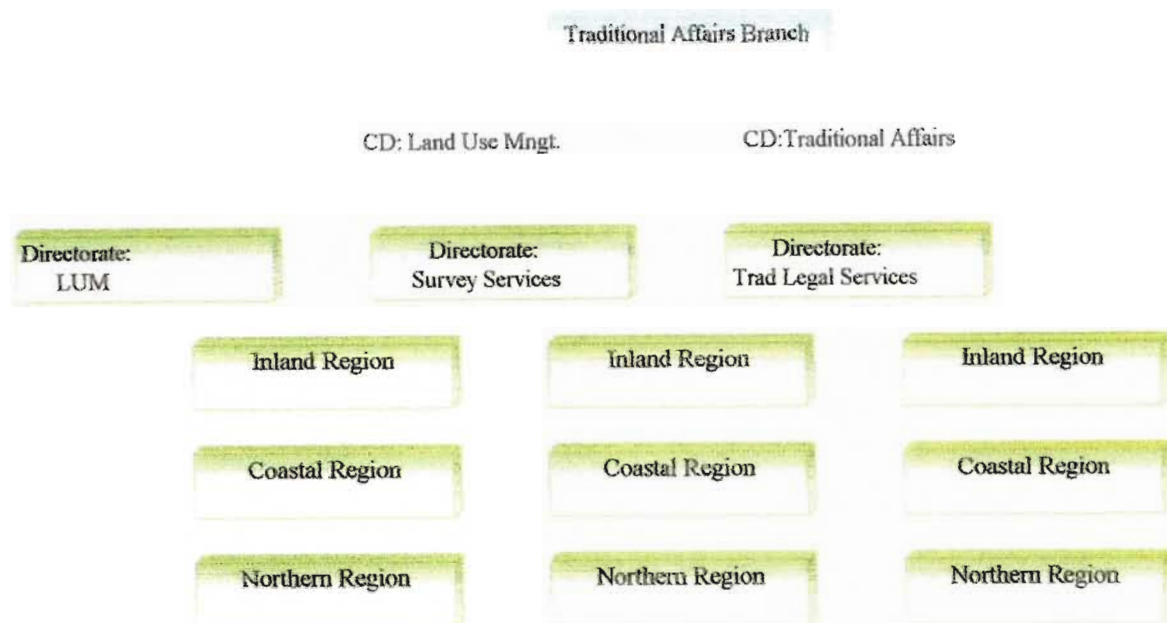 Traditional Affairs Branch
CD: Land Use Mngt.
CD:Traditional Affairs
Directorate:
LUM
Directorate:
Survey Services
Directorate:
Trad Legal Services
Inland Region
Inland Region
Inland Region
Coastal Region
Coastal Region
Coastal Region
Northern Region
Northern Region
Northern Region